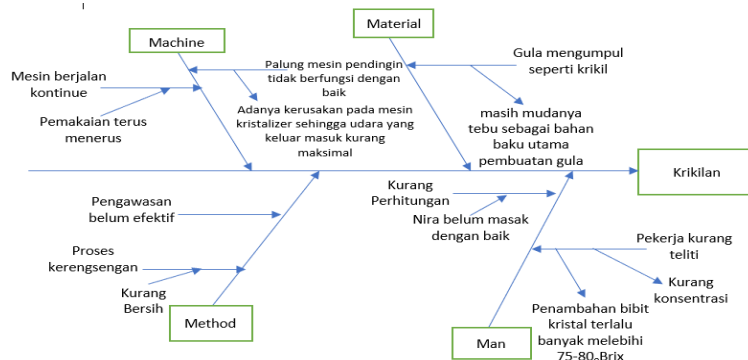 Machine
Material
Palung mesin pendingin
tidak berfungsi dengan
baik
Mesin berjalan
kontinue
Pemakaian terus
menerus
Adanya kerusakan pada mesin
kristalizer sehingga udara yang
keluar masuk kurang
maksimal
Gula mengumpul
seperti krikil
masih mudanya
tebu sebagai bahan
baku utama
pembuatan gula
Krikilan
Pengawasan
belum efektif
Proses
kerengsengan
Kurang
Bersih
Method
Kurang
Perhitungan
Nira belum masak
dengan baik
Pekerja kurang
teliti
Kurang
konsentrasi
Penambahan bibit
kristal terlalu
banyak melebihi
75-80.Brix
Man